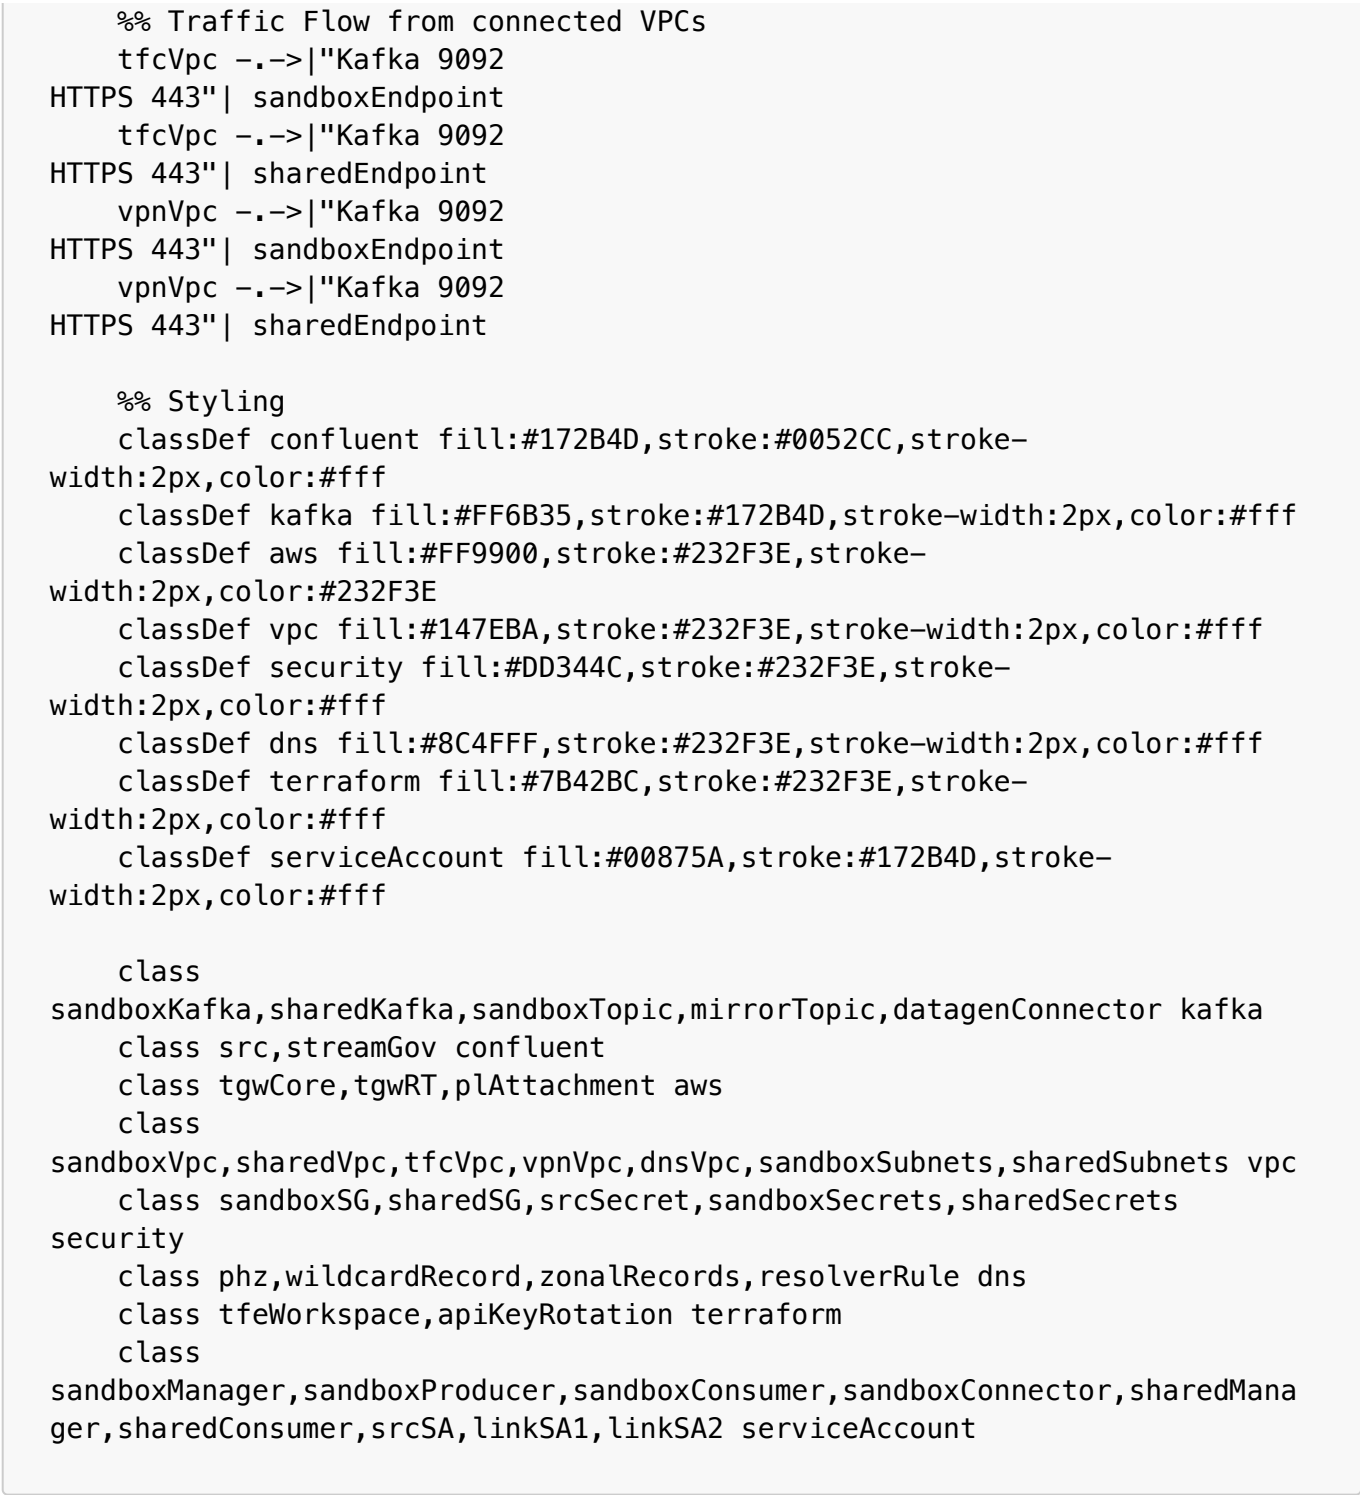 %% Traffic Flow from connected VPCs
    tfcVpc -.->|"Kafka 9092
HTTPS 443"| sandboxEndpoint
    tfcVpc -.->|"Kafka 9092
HTTPS 443"| sharedEndpoint
    vpnVpc -.->|"Kafka 9092
HTTPS 443"| sandboxEndpoint
    vpnVpc -.->|"Kafka 9092
HTTPS 443"| sharedEndpoint

    %% Styling
    classDef confluent fill:#172B4D,stroke:#0052CC,stroke-
width:2px,color:#fff
    classDef kafka fill:#FF6B35,stroke:#172B4D,stroke-width:2px,color:#fff
    classDef aws fill:#FF9900,stroke:#232F3E,stroke-
width:2px,color:#232F3E
    classDef vpc fill:#147EBA,stroke:#232F3E,stroke-width:2px,color:#fff
    classDef security fill:#DD344C,stroke:#232F3E,stroke-
width:2px,color:#fff
    classDef dns fill:#8C4FFF,stroke:#232F3E,stroke-width:2px,color:#fff
    classDef terraform fill:#7B42BC,stroke:#232F3E,stroke-
width:2px,color:#fff
    classDef serviceAccount fill:#00875A,stroke:#172B4D,stroke-
width:2px,color:#fff

    class
sandboxKafka,sharedKafka,sandboxTopic,mirrorTopic,datagenConnector kafka
    class src,streamGov confluent
    class tgwCore,tgwRT,plAttachment aws
    class
sandboxVpc,sharedVpc,tfcVpc,vpnVpc,dnsVpc,sandboxSubnets,sharedSubnets vpc
    class sandboxSG,sharedSG,srcSecret,sandboxSecrets,sharedSecrets
security
    class phz,wildcardRecord,zonalRecords,resolverRule dns
    class tfeWorkspace,apiKeyRotation terraform
    class
sandboxManager,sandboxProducer,sandboxConsumer,sandboxConnector,sharedMana
ger,sharedConsumer,srcSA,linkSA1,linkSA2 serviceAccount